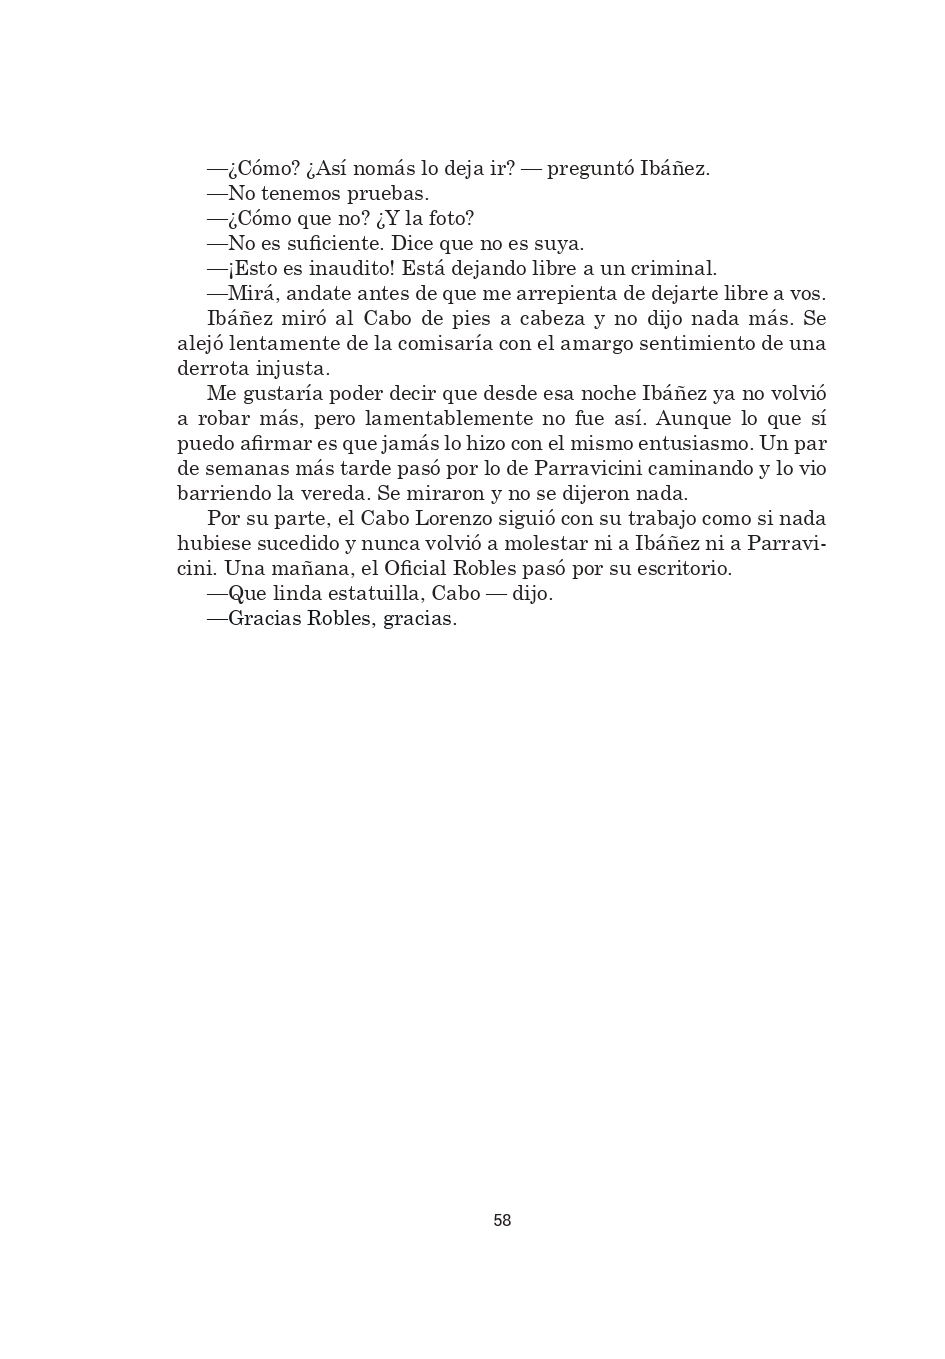 —¿Cómo? ¿Así nomás lo deja ir? — preguntó Ibáñez.
—No tenemos pruebas.
—¿Cómo que no? ¿Y la foto?
—No es suficiente. Dice que no es suya.
—¡Esto es inaudito! Está dejando libre a un criminal.
—Mirá, andate antes de que me arrepienta de dejarte libre a vos.
Ibáñez miró al Cabo de pies a cabeza y no dijo nada más. Se
alejó lentamente de la comisaría con el amargo sentimiento de una
derrota injusta.
Me gustaría poder decir que desde esa noche Ibáñez ya no volvió
a robar más, pero lamentablemente no fue así. Aunque lo que sí
puedo afirmar es que jamás lo hizo con el mismo entusiasmo. Un par
de semanas más tarde pasó por lo de Parravicini caminando y lo vio
barriendo la vereda. Se miraron y no se dijeron nada.
Por su parte, el Cabo Lorenzo siguió con su trabajo como si nada
hubiese sucedido y nunca volvió a molestar ni a Ibáñez ni a Parravi-
cini. Una mañana, el Oficial Robles pasó por su escritorio.
—Que linda estatuilla, Cabo — dijo.
—Gracias Robles, gracias.
58